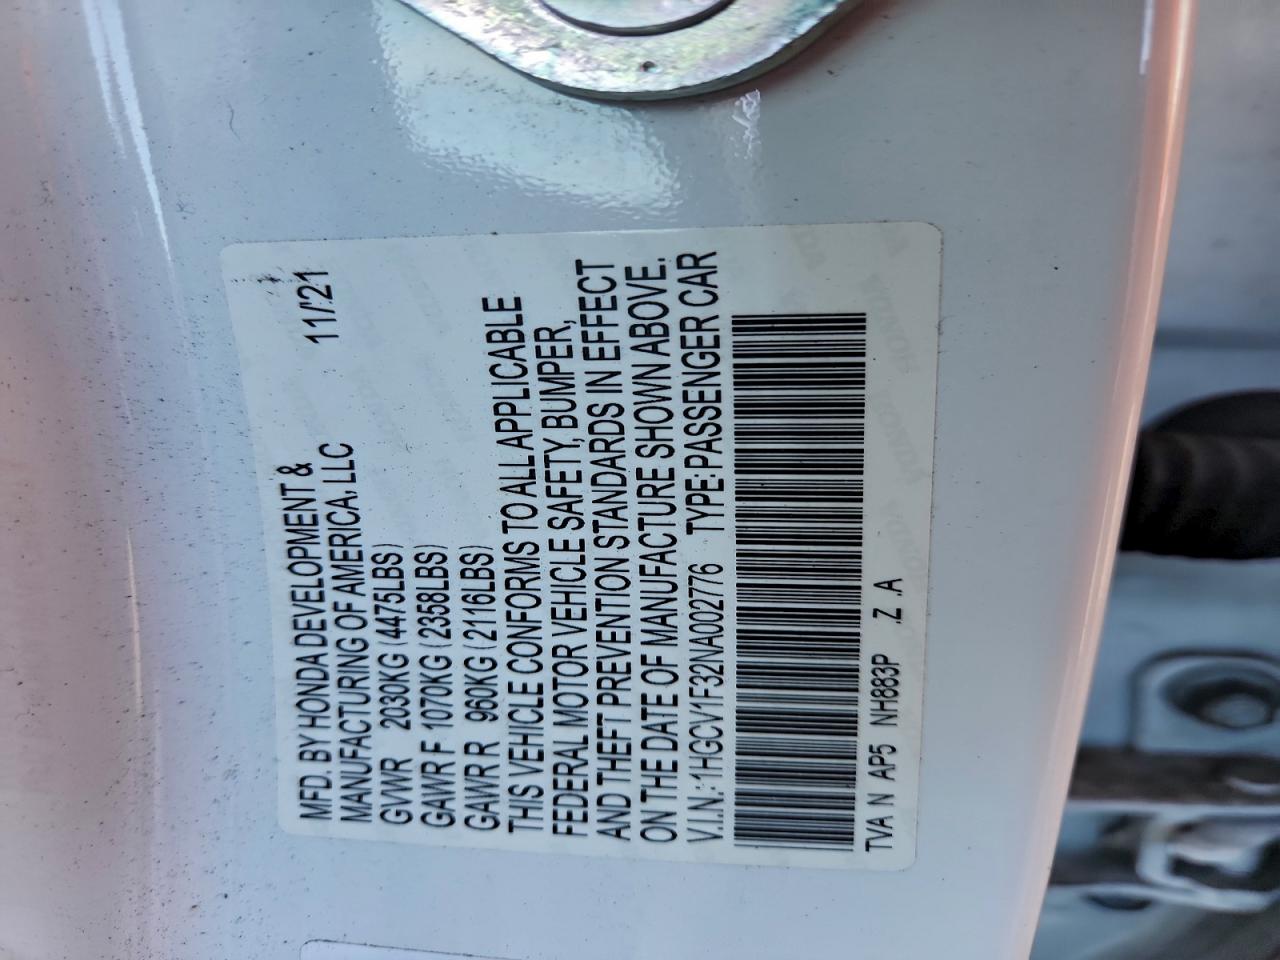 MFD. BY HONDA DEVELOPMENT &
MANUFACTURING OF AMERICA, LLC 11/21
GVWR 2030KG (4475LBS)
GAWR F 1070KG (2358LBS)
GAWR R 960KG (2116LBS)
THIS VEHICLE CONFORMS TO ALL APPLICABLE
FEDERAL MOTOR VEHICLE SAFETY, BUMPER,
AND THEFT PREVENTION STANDARDS IN EFFECT
ON THE DATE OF MANUFACTURE SHOWN ABOVE.
V.I.N.: 1HGCV1F32NA002776 TYPE: PASSENGER CAR
TVA N AP5 NH883P .Z .A